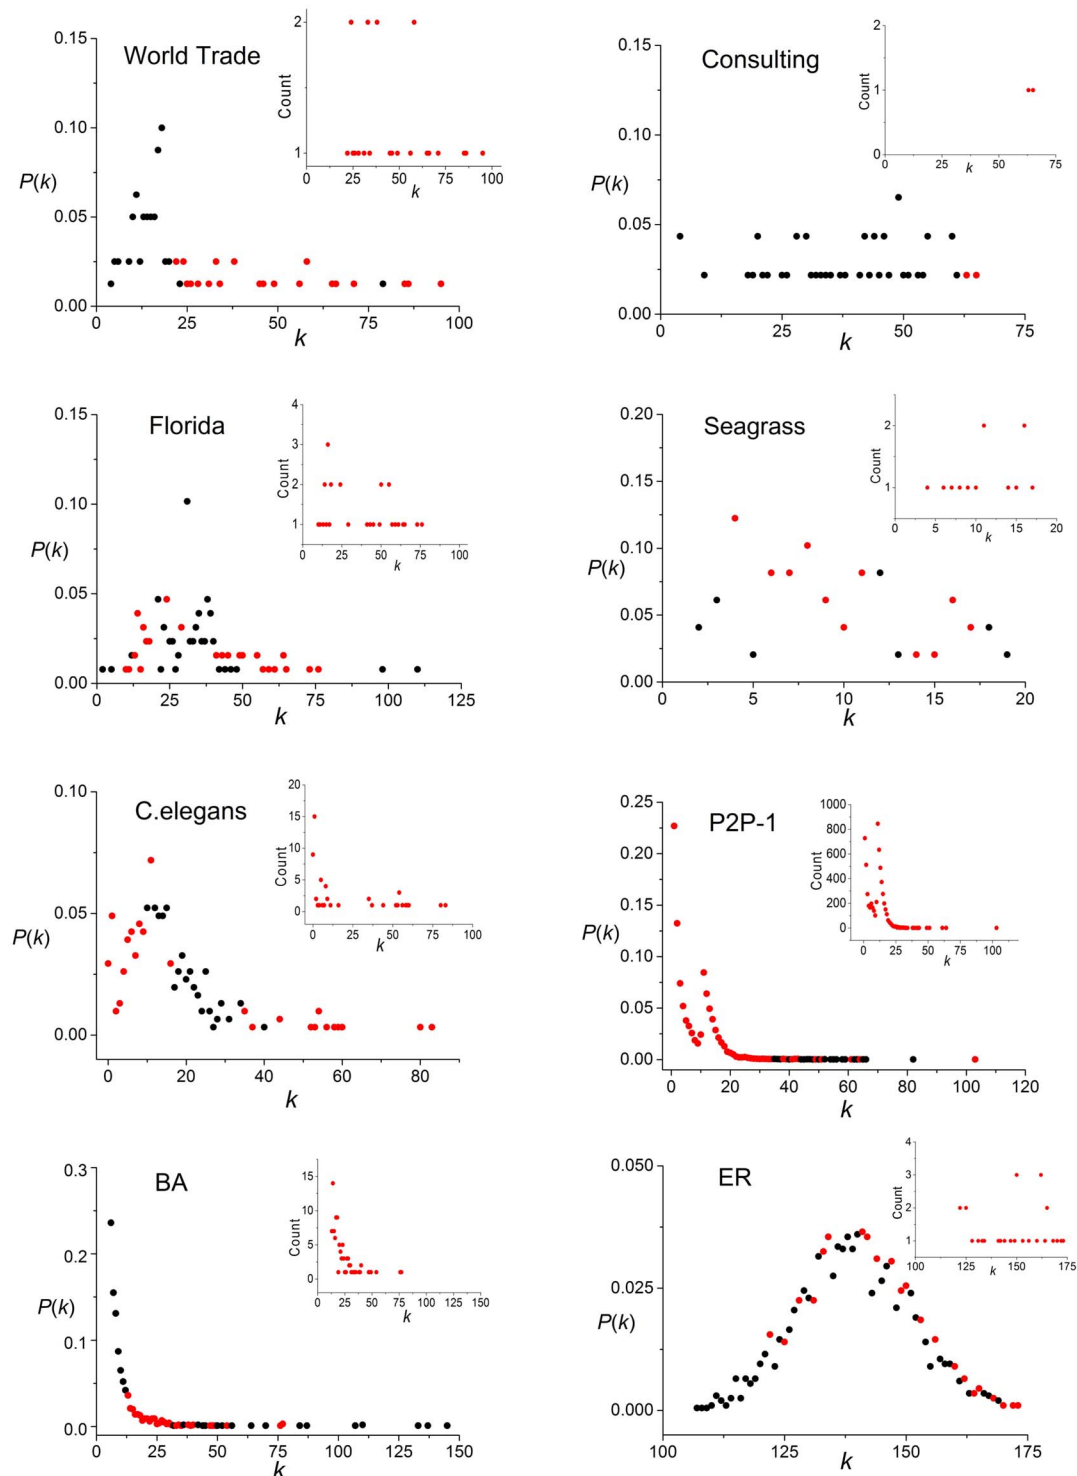 World Trade
0.15
0.10
P(k)
0.05
0.00
0 25 50 75 100
k
2
Count
1
0 25 50 75 100
k
Consulting
0.15
0.10
P(k)
0.05
0.00
0 25 50 75
k
2
Count
1
0
0 25 50 75
k
Florida
0.15
0.10
P(k)
0.05
0.00
0 25 50 75 100 125
k
4
3
Count
2
1
0 25 50 75 100
k
Seagrass
0.20
0.15
0.10
P(k)
0.05
0.00
0 5 10 15 20
k
2
Count
1
0 5 10 15 20
k
C.elegans
0.10
0.05
P(k)
0.00
0 20 40 60 80
k
20
15
Count
10
5
0
0 25 50 75 100
k
P2P-1
0.25
0.20
0.15
P(k)
0.10
0.05
0.00
0 20 40 60 80 100 120
k
1000
800
Count
600
400
200
0
0 25 50 75 100
k
BA
0.3
0.2
P(k)
0.1
0.0
0 25 50 75 100 125 150
k
15
Count
10
5
0
0 25 50 75 100 125 150
k
ER
0.050
0.025
P(k)
0.000
100 125 150 175
k
4
3
Count
2
1
100 125 150 175
k